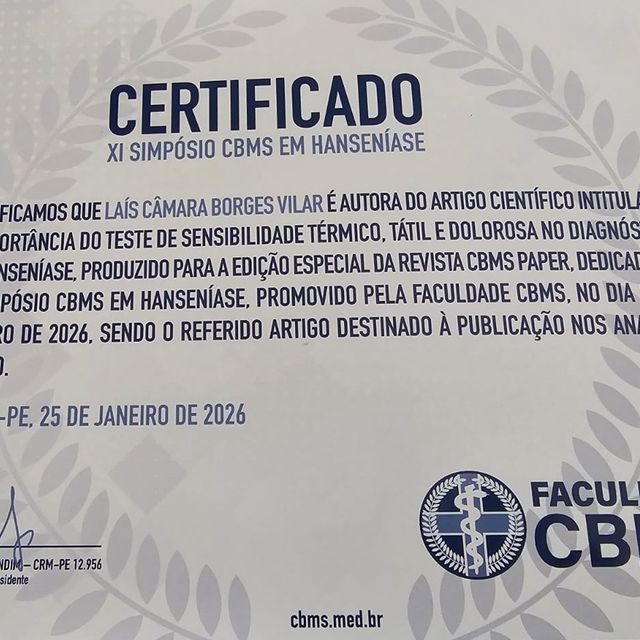 CERTIFICADO
XI SIMPÓSIO CBMS EM HANSENÍASE
FICAMOS QUE LAÍS CÂMARA BORGES VILAR É AUTORA DO ARTIGO CIENTÍFICO INTITULA
ORTÂNCIA DO TESTE DE SENSIBILIDADE TÉRMICO, TÁTIL E DOLOROSA NO DIAGNÓS
NSENÍASE, PRODUZIDO PARA A EDIÇÃO ESPECIAL DA REVISTA CBMS PAPER, DEDICAD
PÓSIO CBMS EM HANSENÍASE, PROMOVIDO PELA FACULDADE CBMS, NO DIA
RO DE 2026, SENDO O REFERIDO ARTIGO DESTINADO À PUBLICAÇÃO NOS ANA
O.
-PE, 25 DE JANEIRO DE 2026
NDIM – CRM-PE 12.956
sidente
FACUL
CB
cbms.med.br